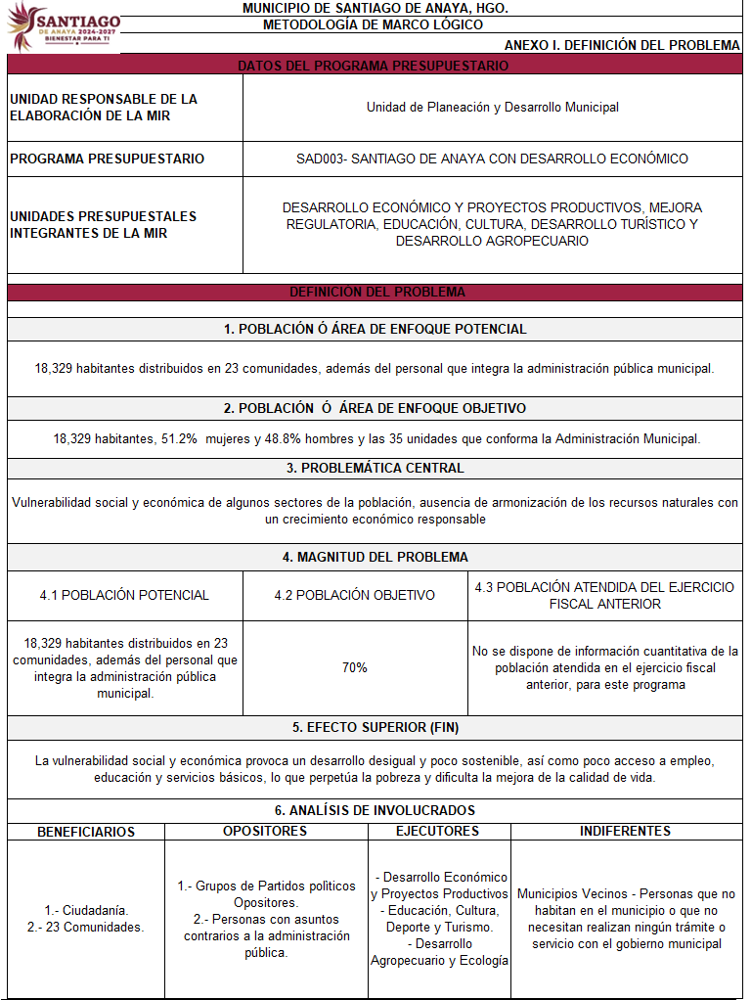 SANTIAGO
DE ANAYA 2024-2027
BIENESTAR PARA TI
MUNICIPIO DE SANTIAGO DE ANAYA, HGO.
METODOLOGÍA DE MARCO LÓGICO
ANEXO I. DEFINICIÓN DEL PROBLEMA
DATOS DEL PROGRAMA PRESUPUESTARIO
UNIDAD RESPONSABLE DE LA
ELABORACIÓN DE LA MIR
Unidad de Planeación y Desarrollo Municipal
PROGRAMA PRESUPUESTARIO
SAD003- SANTIAGO DE ANAYA CON DESARROLLO ECONÓMICO
UNIDADES PRESUPUESTALES
INTEGRANTES DE LA MIR
DESARROLLO ECONÓMICO Y PROYECTOS PRODUCTIVOS, MEJORA
REGULATORIA, EDUCACIÓN, CULTURA, DESARROLLO TURÍSTICO Y
DESARROLLO AGROPECUARIO
DEFINICIÓN DEL PROBLEMA
1. POBLACIÓN Ó ÁREA DE ENFOQUE POTENCIAL
18,329 habitantes distribuidos en 23 comunidades, además del personal que integra la administración pública municipal.
2. POBLACIÓN Ó ÁREA DE ENFOQUE OBJETIVO
18,329 habitantes, 51.2% mujeres y 48.8% hombres y las 35 unidades que conforma la Administración Municipal.
3. PROBLEMÁTICA CENTRAL
Vulnerabilidad social y económica de algunos sectores de la población, ausencia de armonización de los recursos naturales con
un crecimiento económico responsable
4. MAGNITUD DEL PROBLEMA
4.1 POBLACIÓN POTENCIAL
4.2 POBLACIÓN OBJETIVO
4.3 POBLACIÓN ATENDIDA DEL EJERCICIO
FISCAL ANTERIOR
18,329 habitantes distribuidos en 23
comunidades, además del personal que
integra la administración pública
municipal.
70%
No se dispone de información cuantitativa de la
población atendida en el ejercicio fiscal
anterior, para este programa
5. EFECTO SUPERIOR (FIN)
La vulnerabilidad social y económica provoca un desarrollo desigual y poco sostenible, así como poco acceso a empleo,
educación y servicios básicos, lo que perpetúa la pobreza y dificulta la mejora de la calidad de vida.
6. ANALÍSIS DE INVOLUCRADOS
BENEFICIARIOS
OPOSITORES
EJECUTORES
INDIFERENTES
1.- Ciudadanía.
2.- 23 Comunidades.
1.- Grupos de Partidos polìticos
Opositores.
2.- Personas con asuntos
contrarios a la administración
pública.
- Desarrollo Económico
y Proyectos Productivos
- Educación, Cultura,
Deporte y Turismo.
- Desarrollo
Agropecuario y Ecología
Municipios Vecinos - Personas que no
habitan en el municipio o que no
necesitan realizan ningún trámite o
servicio con el gobierno municipal